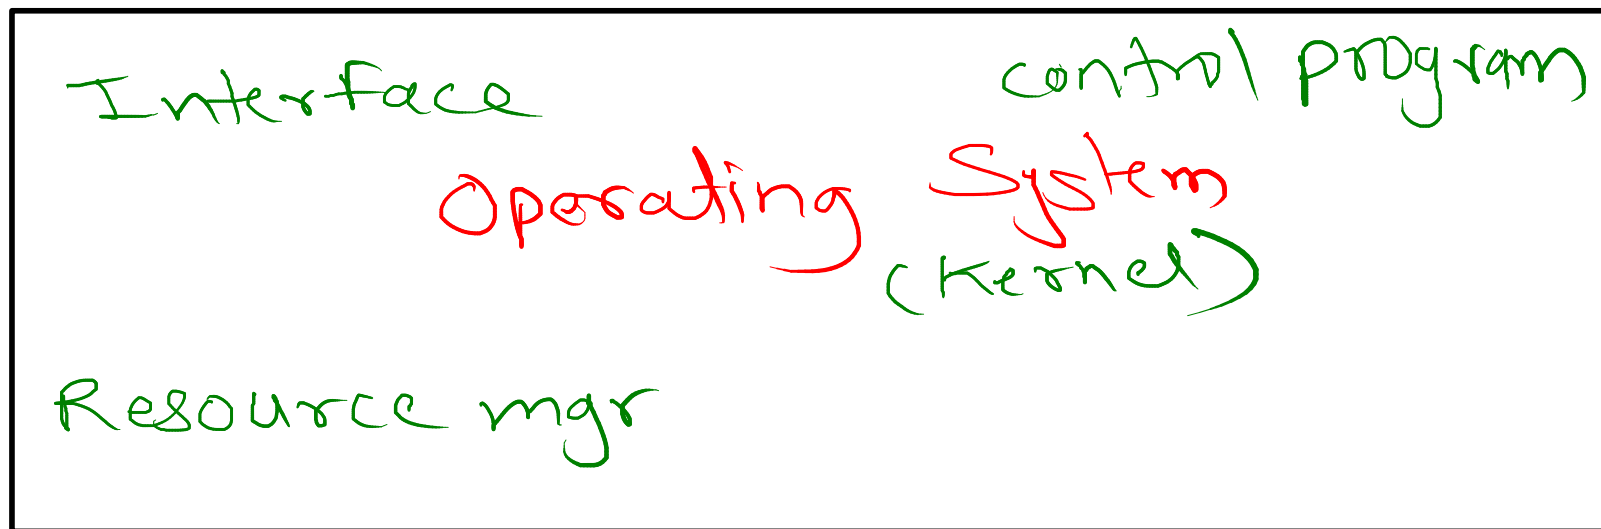 Interface
control program
Operating System
(Kernel)
Resource mgr